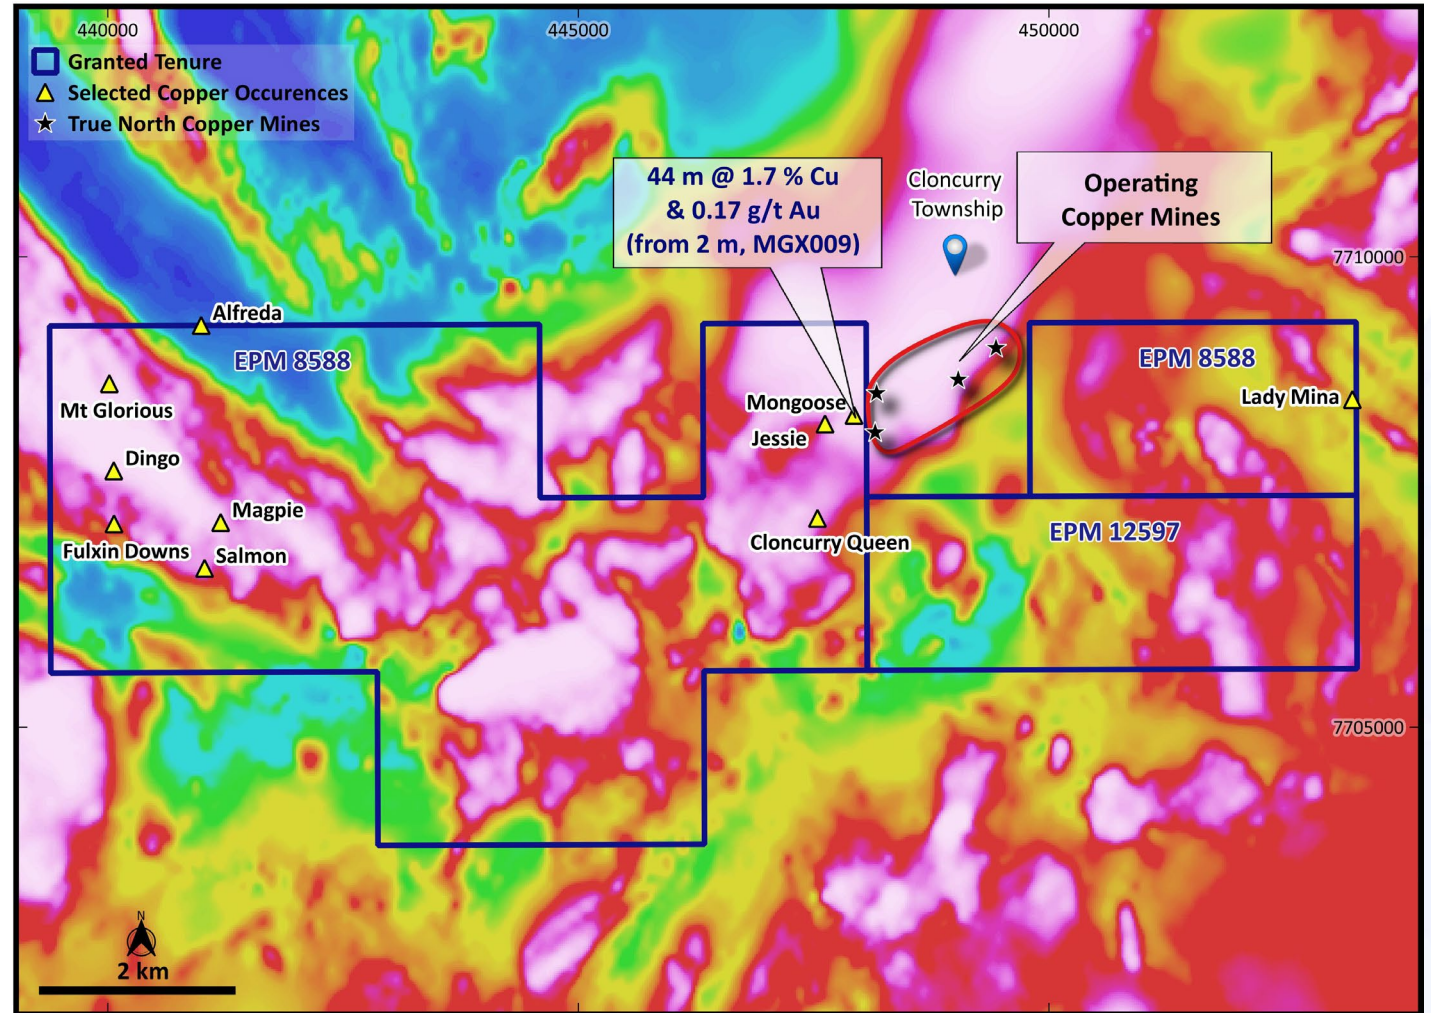 440000
445000
450000
Granted Tenure
Selected Copper Occurences
True North Copper Mines
44 m @ 1.7 % Cu
& 0.17 g/t Au
(from 2 m, MGX009)
Cloncurry
Township
Operating
Copper Mines
7710000
Alfreda
EPM 8588
EPM 8588
Mt Glorious
Mongoose
Lady Mina
Jessie
Dingo
Magpie
EPM 12597
Fulxin Downs
Salmon
Cloncurry Queen
7705000
N
2 km